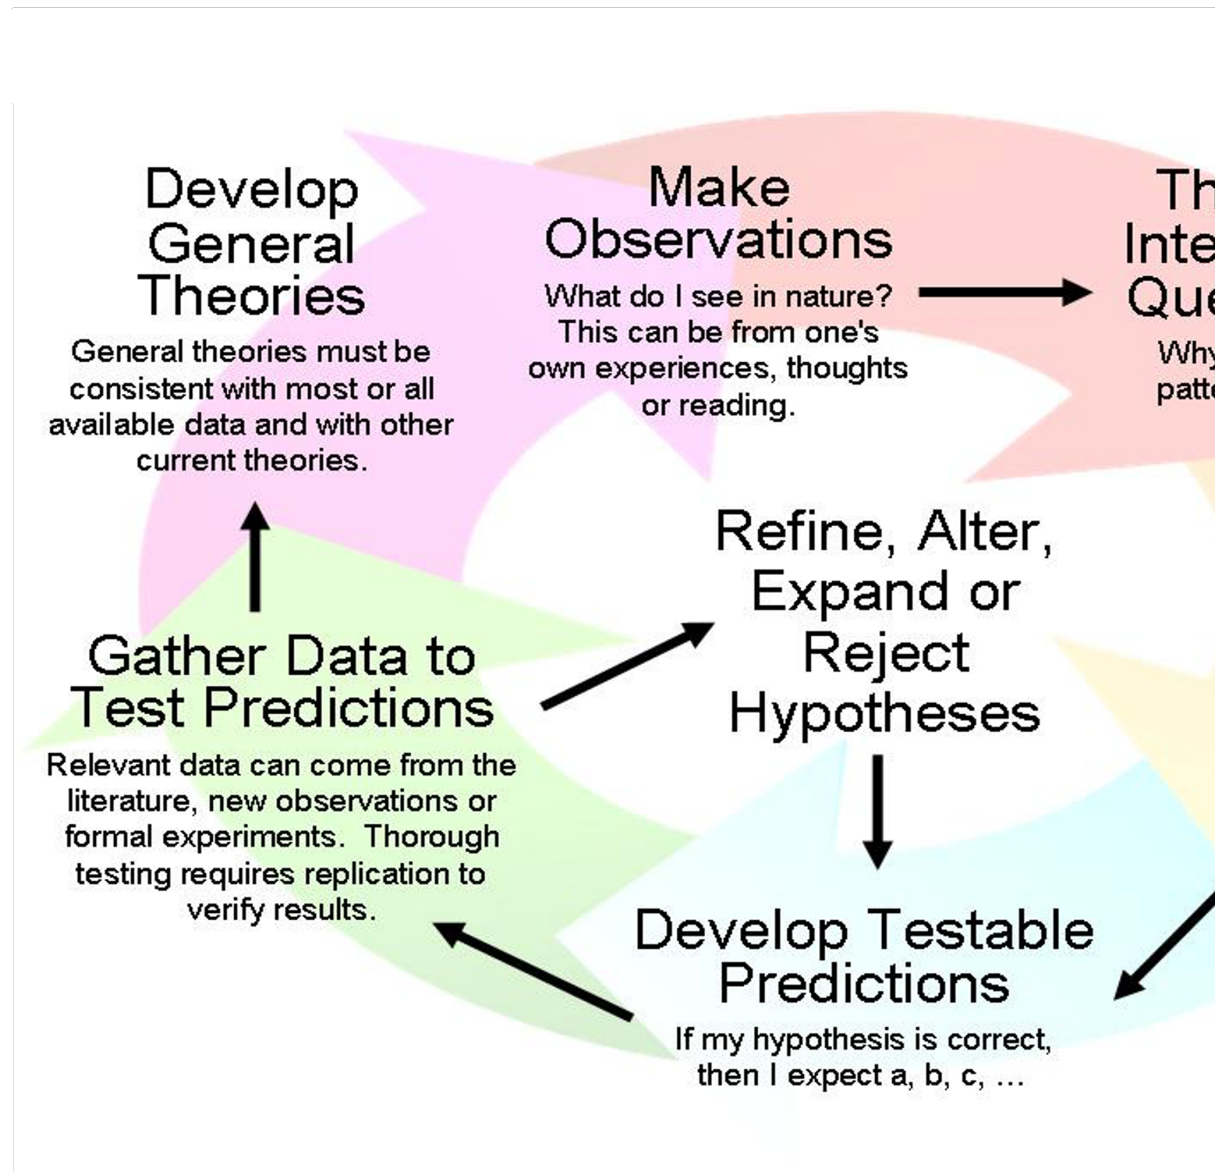 Develop
General
Theories
General theories must be
consistent with most or all
available data and with other
current theories.
Make
Observations
What do I see in nature?
This can be from one's
own experiences, thoughts
or reading.
Why
Refine, Alter,
Expand or
Reject
Hypotheses
Gather Data to
Test Predictions
Relevant data can come from the
literature, new observations or
formal experiments.  Thorough
testing requires replication to
verify results.
Develop Testable
Predictions
If my hypothesis is correct,
then I expect a, b, c, ...